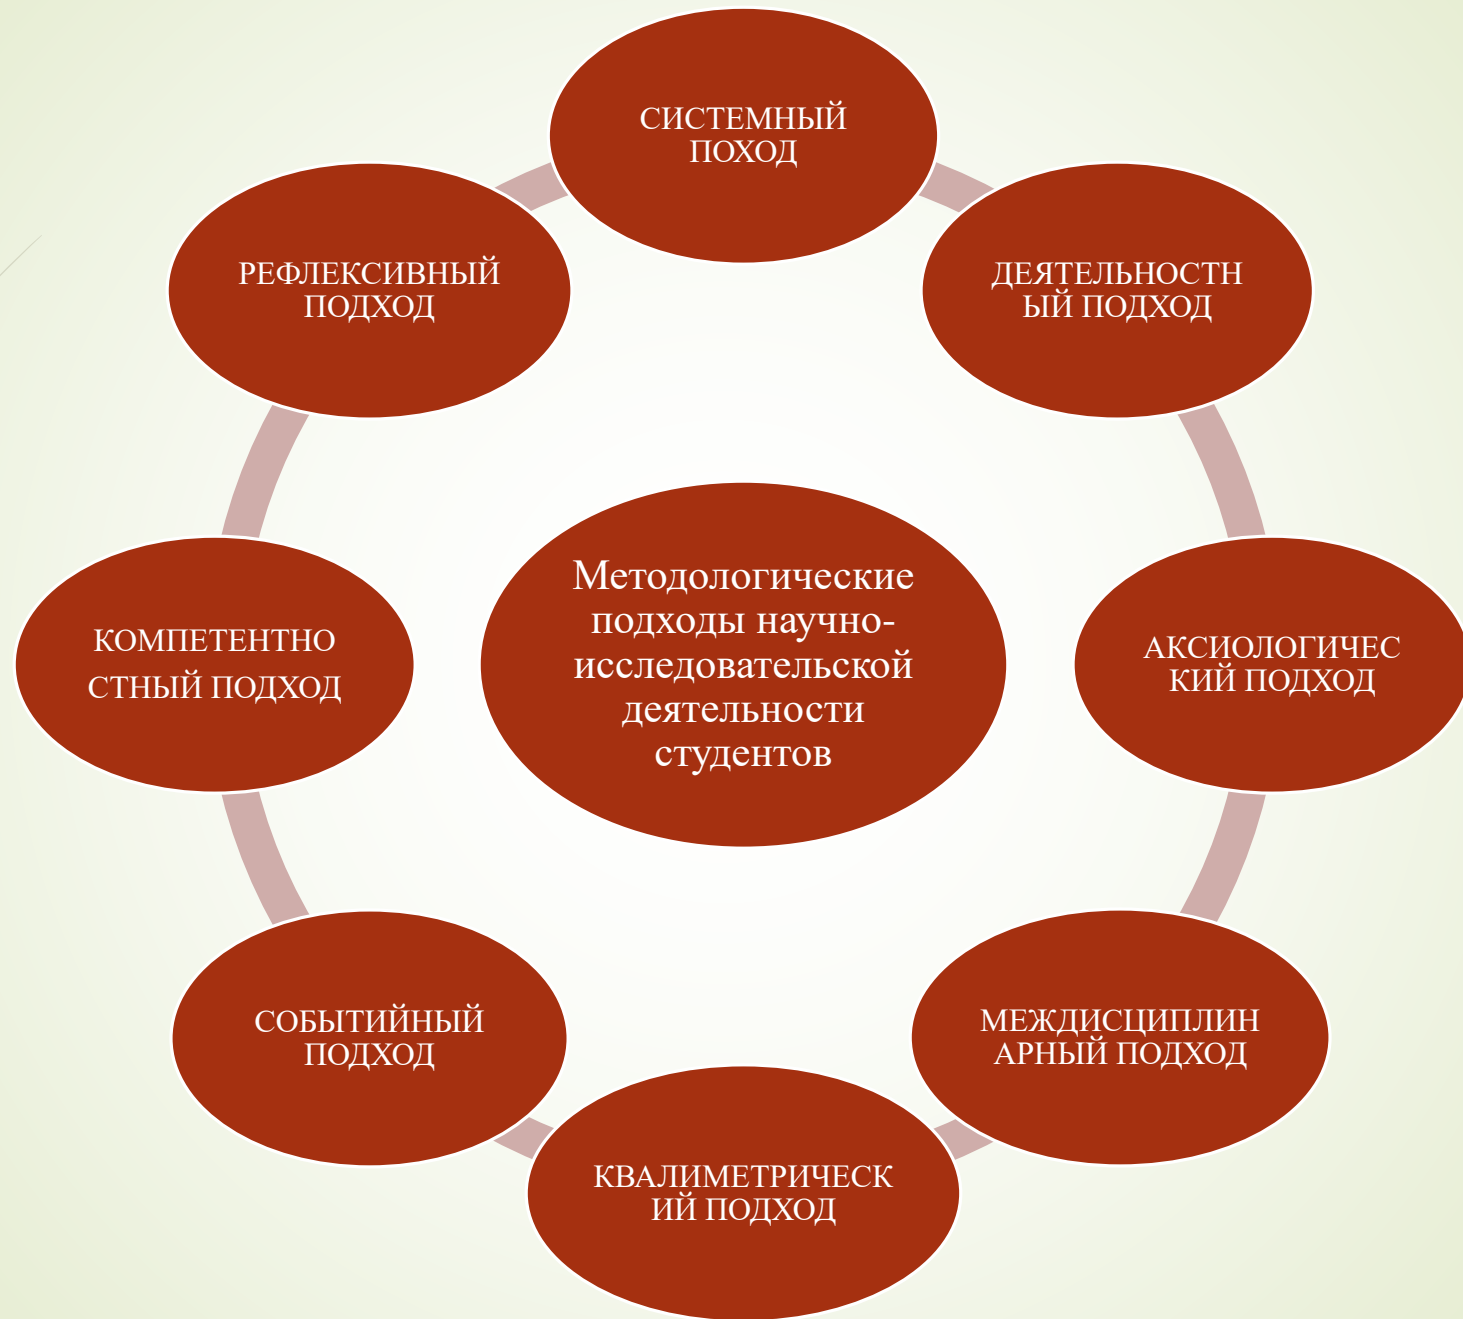 СИСТЕМНЫЙ
ПОХОД
ДЕЯТЕЛЬНОСТН
ЫЙ ПОДХОД
АКСИОЛОГИЧЕС
КИЙ ПОДХОД
МЕЖДИСЦИПЛИН
АРНЫЙ ПОДХОД
КВАЛИМЕТРИЧЕСК
ИЙ ПОДХОД
СОБЫТИЙНЫЙ
ПОДХОД
КОМПЕТЕНТНО
СТНЫЙ ПОДХОД
РЕФЛЕКСИВНЫЙ
ПОДХОД
Методологические
подходы научно-
исследовательской
деятельности
студентов